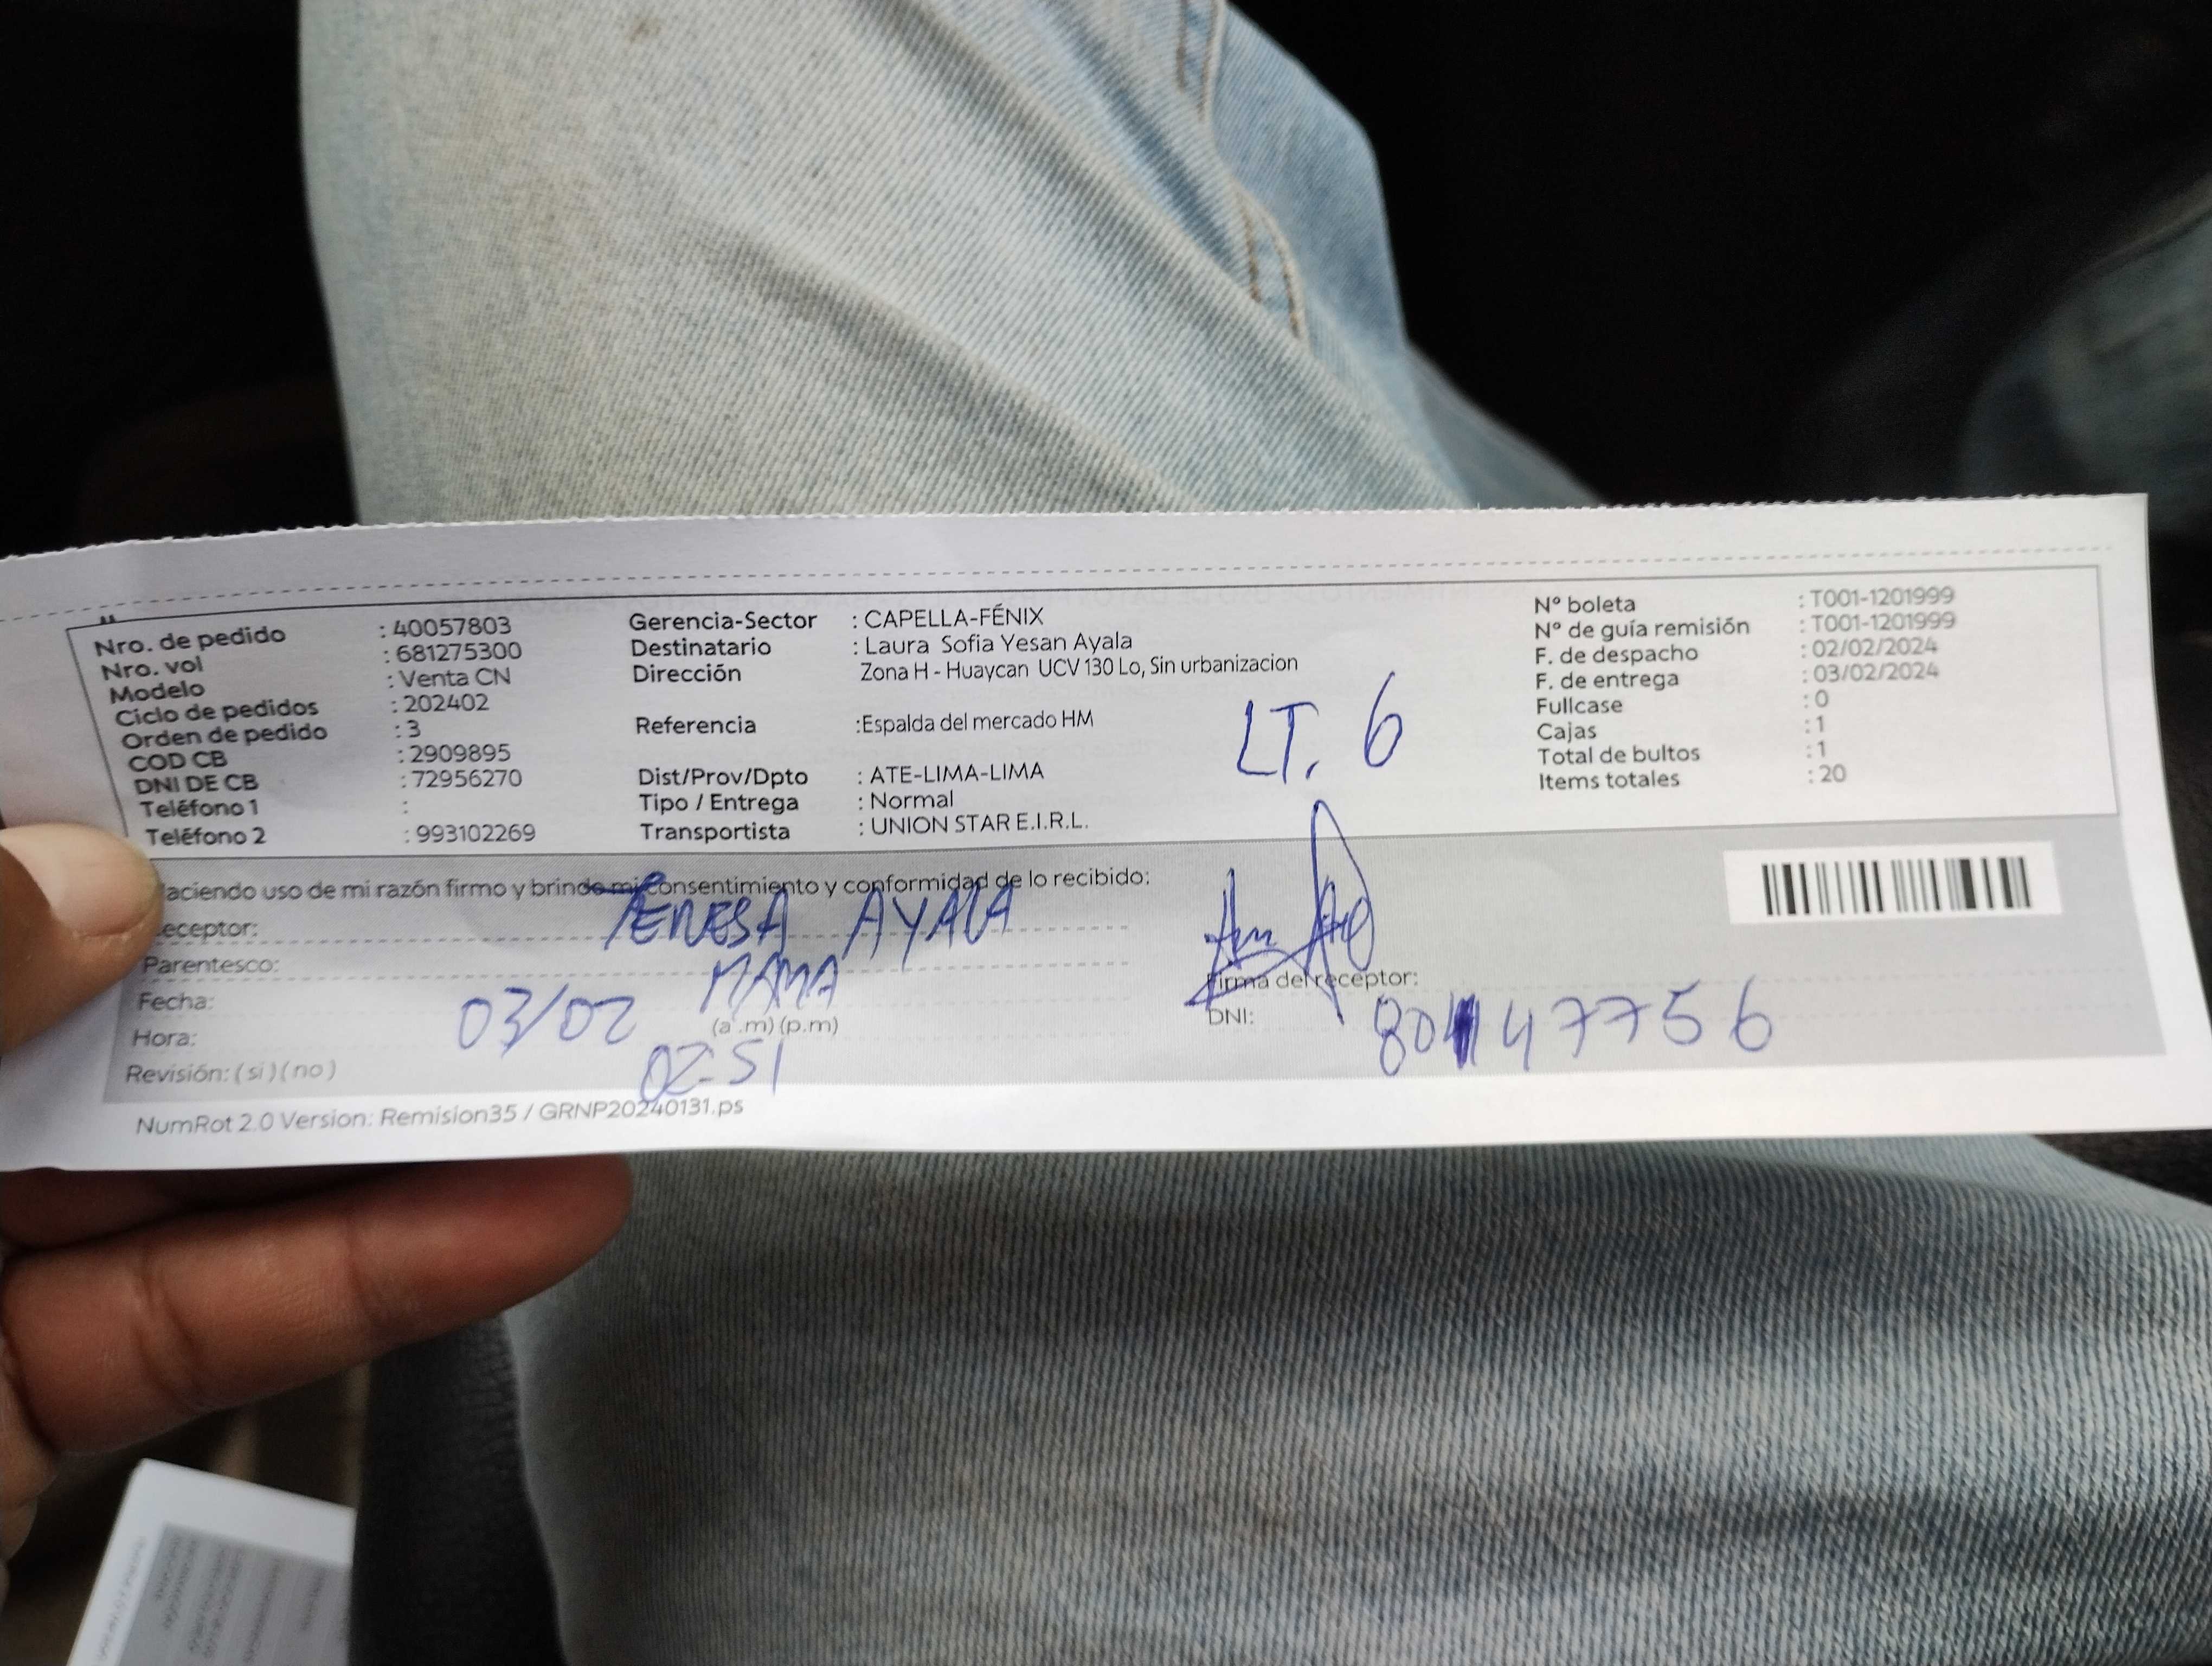 Nro. de pedido : 40057803
Nro. vol : 681275300
Modelo : Venta CN
Ciclo de pedidos : 202402
Orden de pedido : 3
COD CB : 2909895
DNI DE CB : 72956270
Teléfono 1 :
Teléfono 2 : 993102269
Gerencia-Sector : CAPELLA-FÉNIX
Destinatario : Laura Sofia Yesan Ayala
Dirección Zona H - Huaycan UCV 130 Lo, Sin urbanizacion
Referencia :Espalda del mercado HM
LT. 6
Dist/Prov/Dpto : ATE-LIMA-LIMA
Tipo / Entrega : Normal
Transportista : UNION STAR E.I.R.L.
N° boleta : T001-1201999
N° de guía remisión : T001-1201999
F. de despacho : 02/02/2024
F. de entrega : 03/02/2024
Fullcase : 0
Cajas : 1
Total de bultos : 1
Items totales : 20
aciendo uso de mi razón firmo y brindo mi consentimiento y conformidad de lo recibido:
eceptor: TERESA AYALA
Parentesco: MAMA
Fecha: 03/02
Hora: (a .m) (p.m)
02-51
Revisión: ( si ) ( no )
Firma del receptor:
DNI: 80147756
NumRot 2.0 Version: Remision35 / GRNP20240131.ps